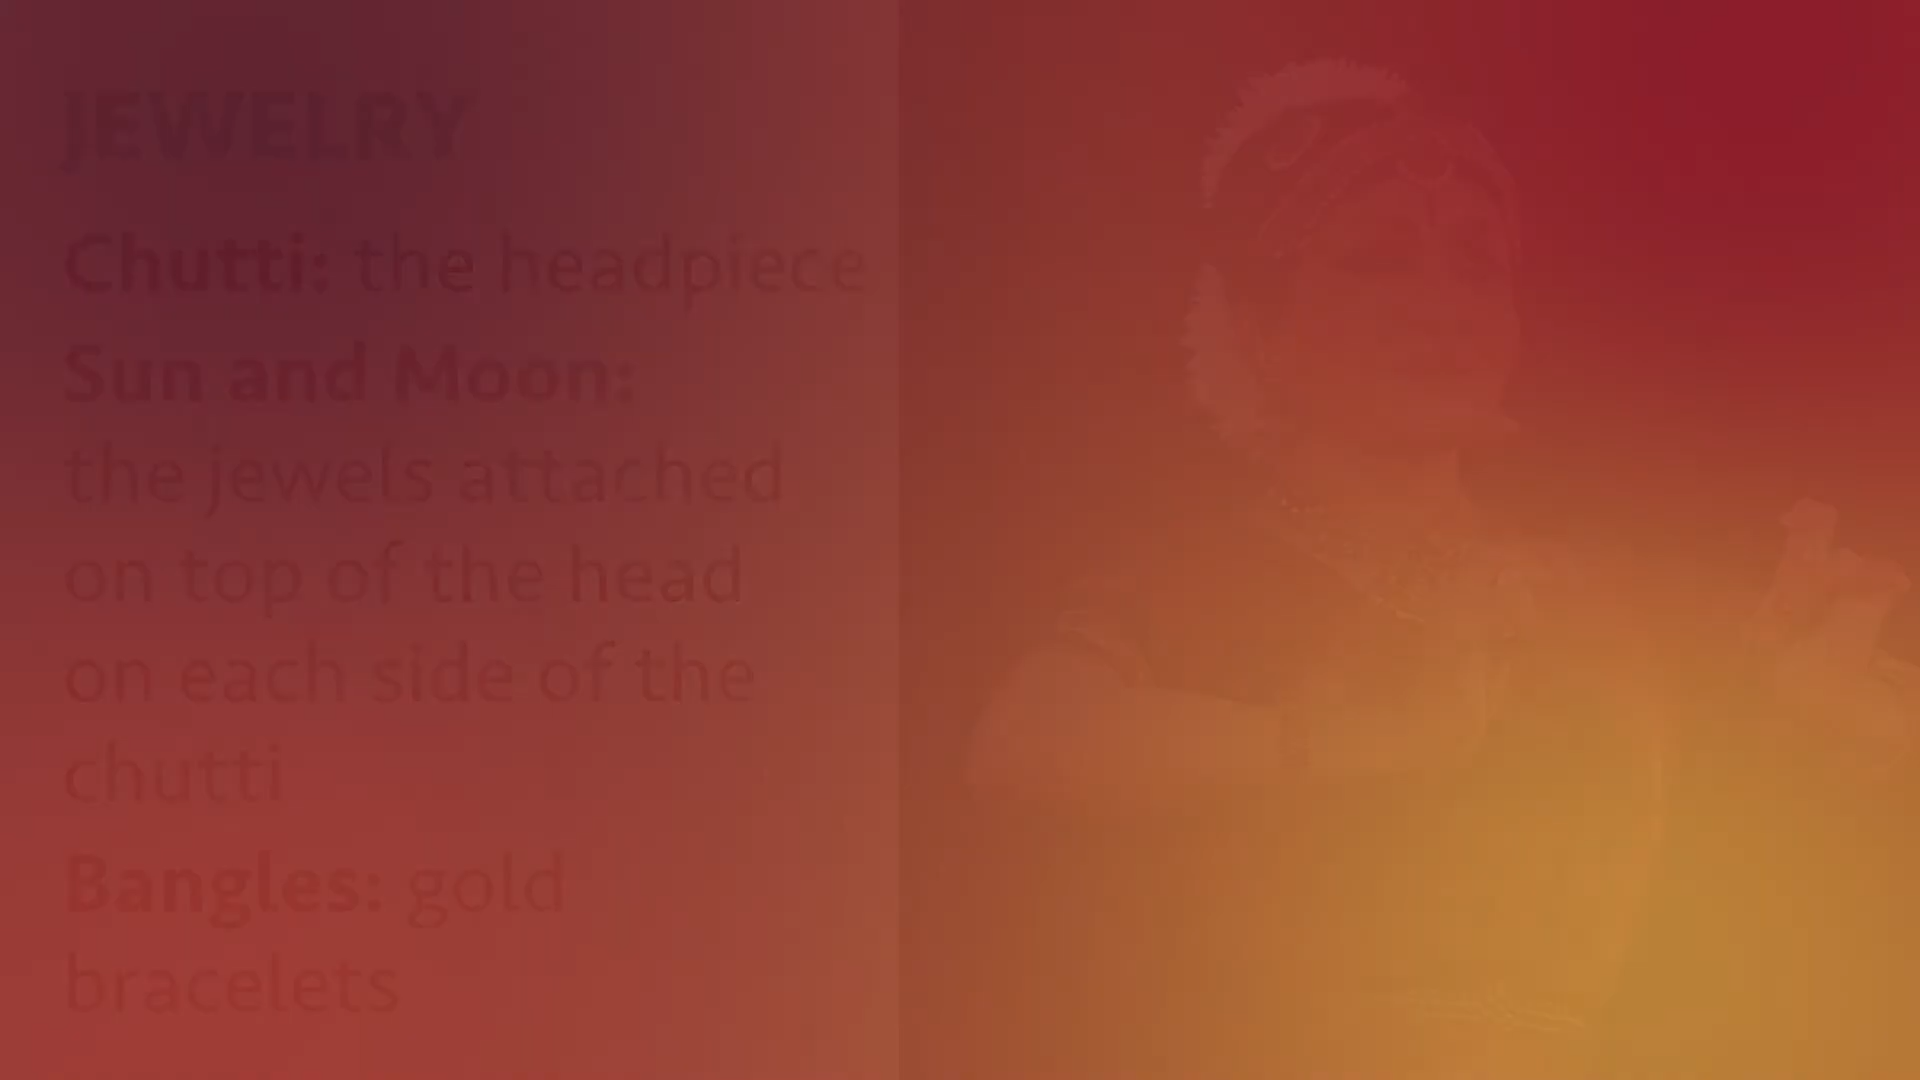 JEWELRY
Chutti: the headpiece
Sun and Moon:
the jewels attached
on top of the head
on each side of the
chutti
Bangles: gold
bracelets